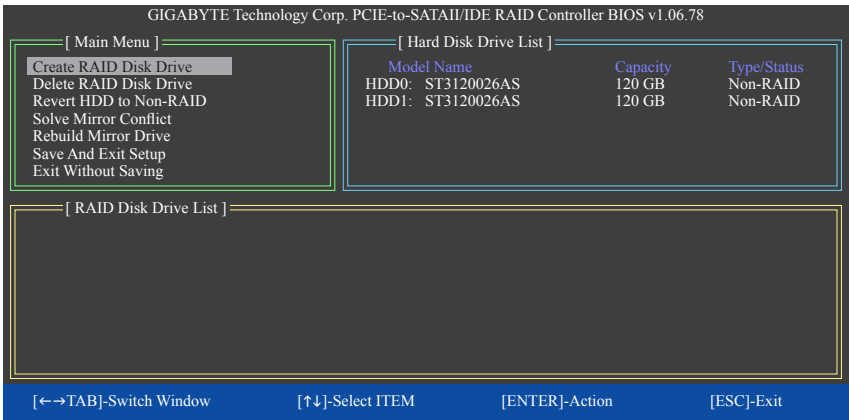 GIGABYTE Technology Corp. PCIE-to-SATAII/IDE RAID Controller BIOS v1.06.78
[ Main Menu ]
Create RAID Disk Drive
Delete RAID Disk Drive
Revert HDD to Non-RAID
Solve Mirror Conflict
Rebuild Mirror Drive
Save And Exit Setup
Exit Without Saving
[ Hard Disk Drive List ]
Model Name Capacity Type/Status
HDD0: ST3120026AS 120 GB Non-RAID
HDD1: ST3120026AS 120 GB Non-RAID
[ RAID Disk Drive List ]
[←→TAB]-Switch Window [↑↓]-Select ITEM [ENTER]-Action [ESC]-Exit